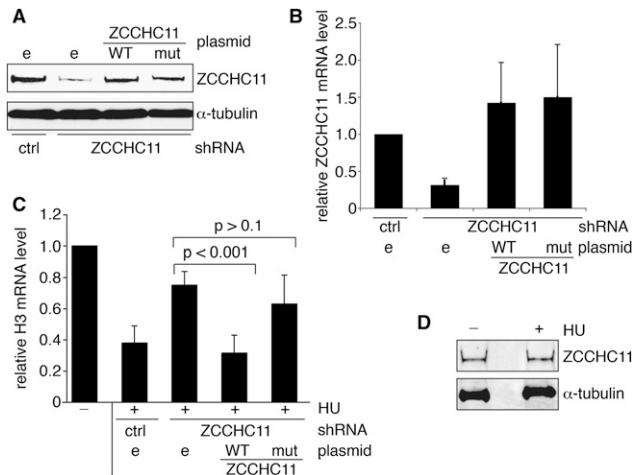 A
ZCCHC11
plasmid
e e WT mut
ZCCHC11
α-tubulin
ctrl ZCCHC11 shRNA
B
relative ZCCHC11 mRNA level
2.5
2.0
1.5
1.0
0.5
0
ctrl ZCCHC11 shRNA
e e WT mut plasmid
ZCCHC11
C
relative H3 mRNA level
1.2
1.0
0.8
0.6
0.4
0.2
0
p > 0.1
p < 0.001
– + + + + HU
ctrl ZCCHC11 shRNA
e e WT mut plasmid
ZCCHC11
D
– + HU
ZCCHC11
α-tubulin